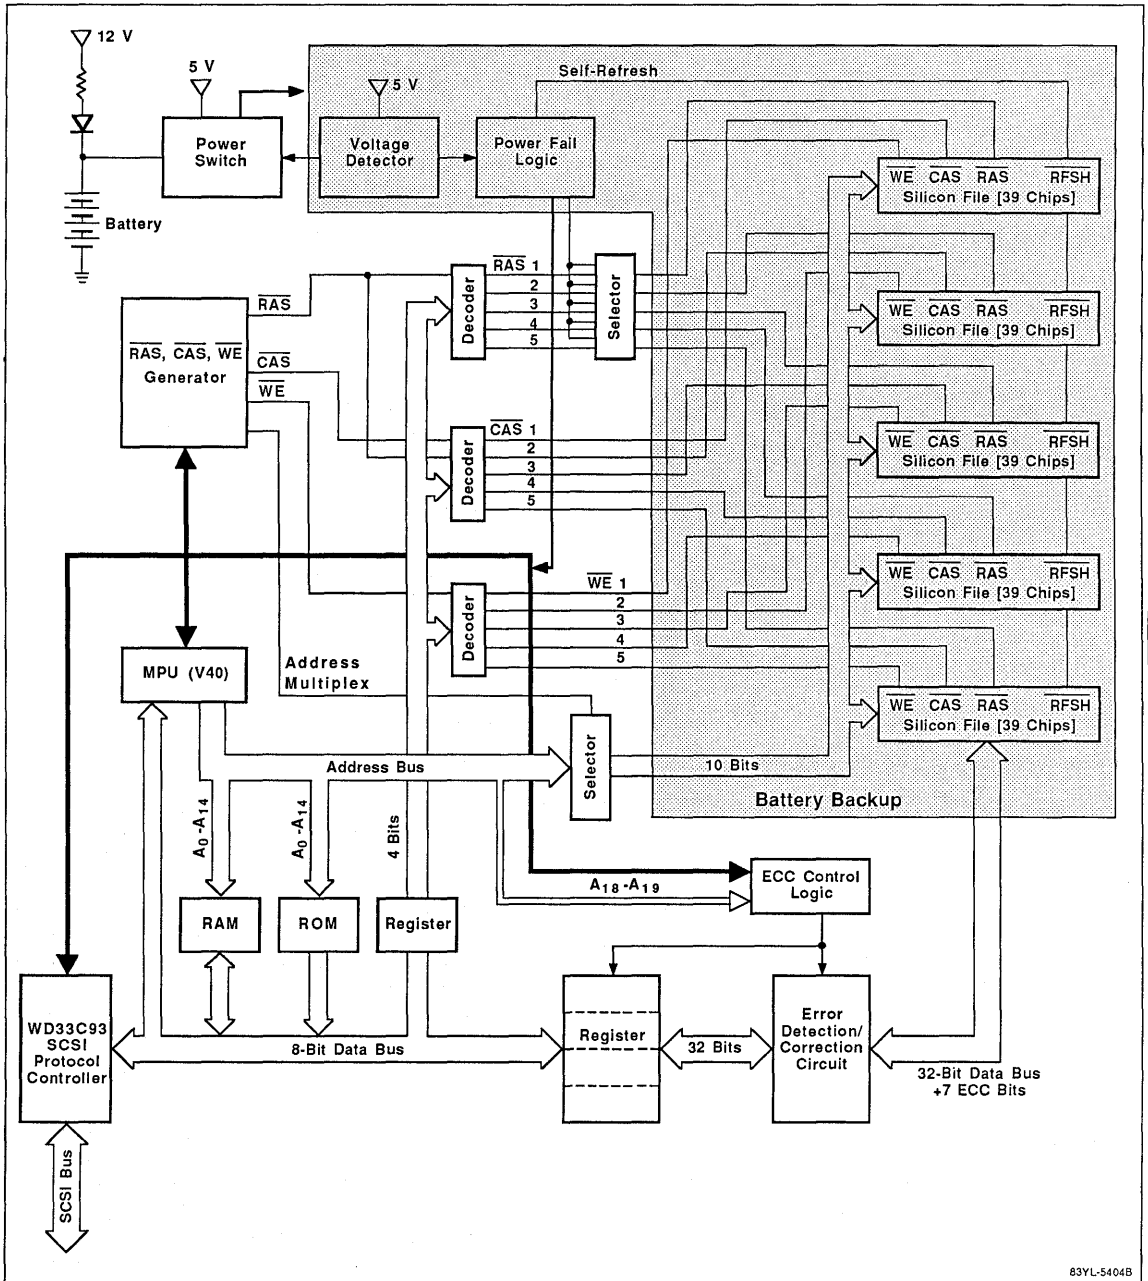 12 V
5 V
Self-Refresh
5 V
Power
Switch
Voltage
Detector
Power Fail
Logic
Battery
WE CAS RAS RFSH
Silicon File [39 Chips]
RAS 1
2
3
4
5
Decoder
Selector
RAS
RAS, CAS, WE
Generator
CAS
WE
WE CAS RAS RFSH
Silicon File [39 Chips]
CAS 1
2
3
4
5
Decoder
WE CAS RAS RFSH
Silicon File [39 Chips]
WE 1
2
3
4
5
Decoder
WE CAS RAS RFSH
Silicon File [39 Chips]
MPU (V40)
Address
Multiplex
WE CAS RAS RFSH
Silicon File [39 Chips]
Address Bus
Selector
10 Bits
Battery Backup
A0-A14
A0-A14
4 Bits
A18-A19
ECC Control
Logic
RAM
ROM
Register
WD33C93
SCSI
Protocol
Controller
8-Bit Data Bus
Register
32 Bits
Error
Detection/
Correction
Circuit
32-Bit Data Bus
+7 ECC Bits
SCSI Bus
83YL-5404B